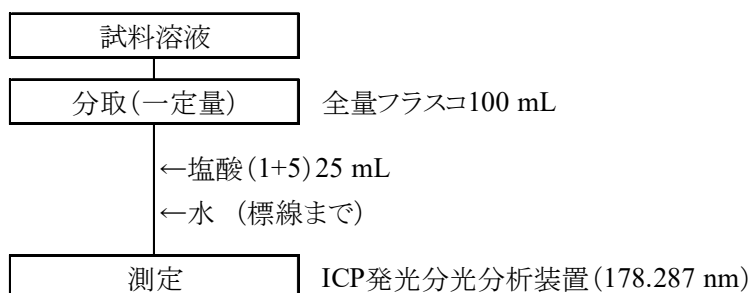 試料溶液
分取(一定量) 全量フラスコ100 mL
←塩酸(1+5)25 mL
←水 (標線まで)
測定 ICP発光分光分析装置(178.287 nm)